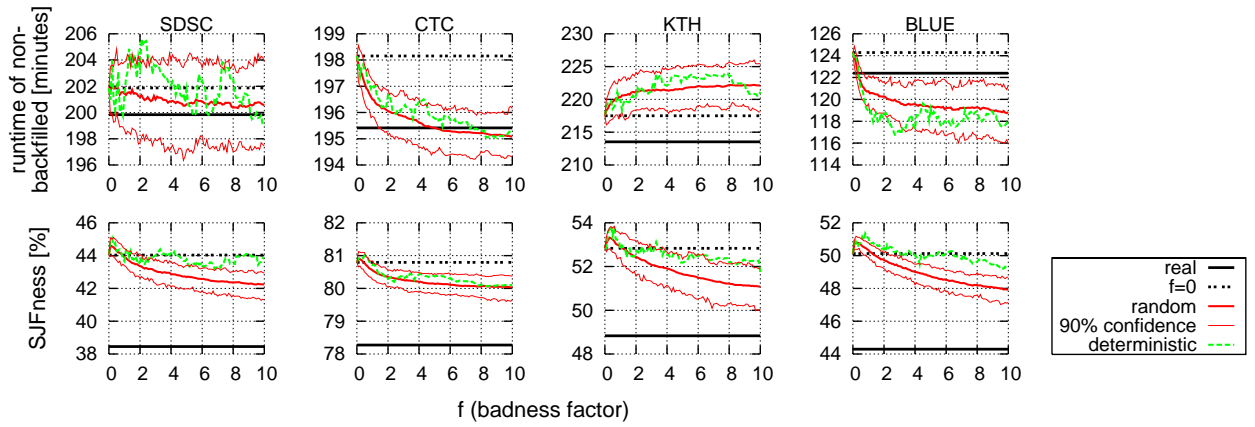 SDSC CTC KTH BLUE
runtime of non-
backfilled [minutes]
206
204
202
200
198
196
0 2 4 6 8 10
199
198
197
196
195
194
0 2 4 6 8 10
225
220
215
210
0 2 4 6 8 10
126
124
122
120
118
116
114
0 2 4 6 8 10
SJFness [%]
46
44
42
40
38
0 2 4 6 8 10
82
81
80
79
78
0 2 4 6 8 10
54
53
52
51
50
49
48
0 2 4 6 8 10
52
50
48
46
44
0 2 4 6 8 10
f (badness factor)
real
f=0
random
90% confidence
deterministic